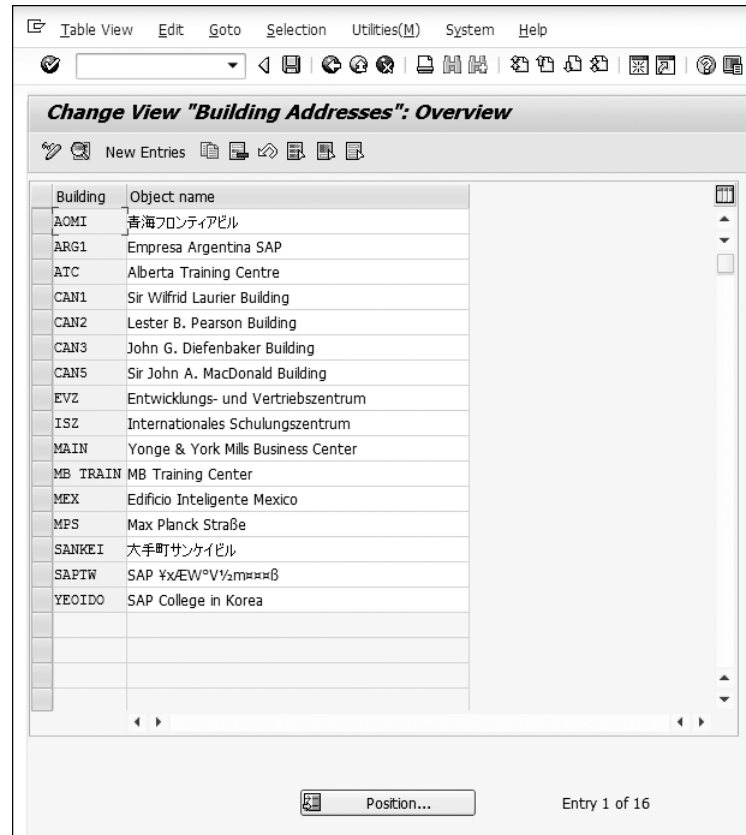 Table View Edit Goto Selection Utilities(M) System Help
Change View "Building Addresses": Overview
New Entries
Building Object name
AOMI 青海フロンティアビル
ARG1 Empresa Argentina SAP
ATC Alberta Training Centre
CAN1 Sir Wilfrid Laurier Building
CAN2 Lester B. Pearson Building
CAN3 John G. Diefenbaker Building
CAN5 Sir John A. MacDonald Building
EVZ Entwicklungs- und Vertriebszentrum
ISZ Internationales Schulungszentrum
MAIN Yonge & York Mills Business Center
MB TRAIN MB Training Center
MEX Edificio Inteligente Mexico
MPS Max Planck Straße
SANKEI 大手町サンケイビル
SAPTW SAP ¥xÆW°V½m¤¤¤ß
YEOIDO SAP College in Korea
Position... Entry 1 of 16